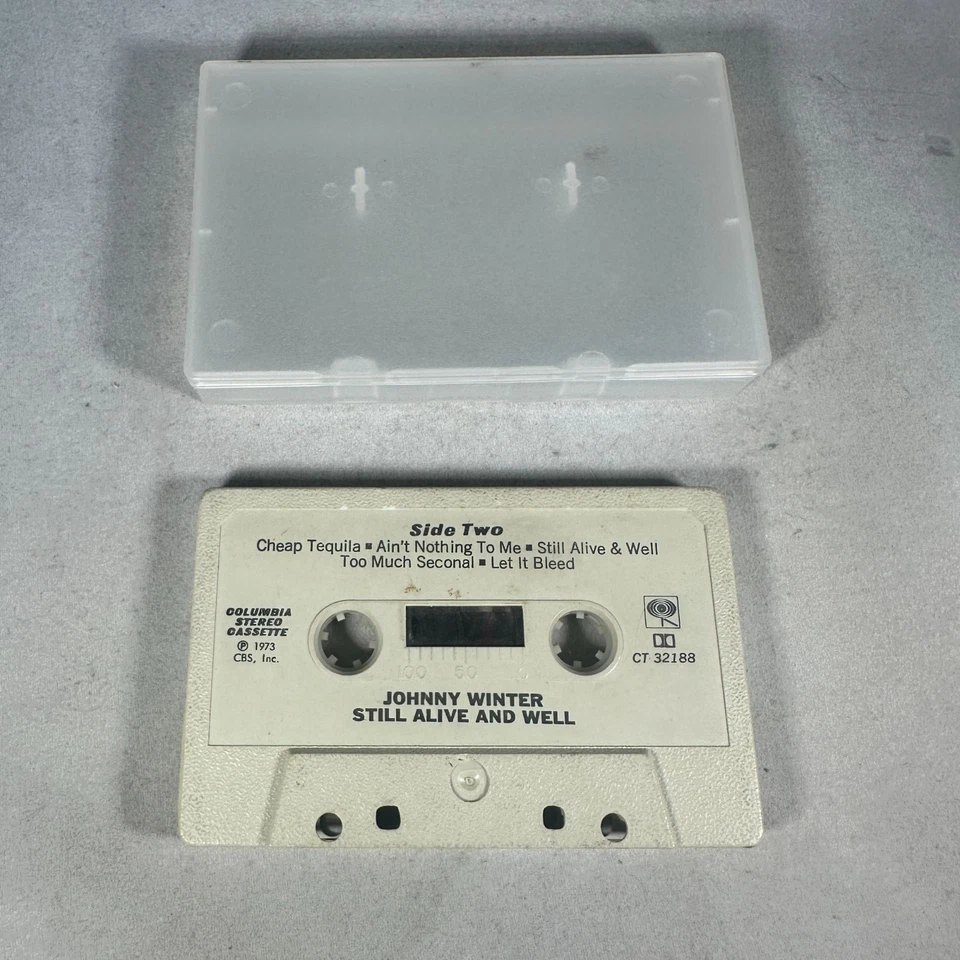 Side Two
Cheap Tequila ▪ Ain't Nothing To Me ▪ Still Alive & Well
Too Much Seconal ▪ Let It Bleed
COLUMBIA
STEREO
CASSETTE
Ⓟ 1973
CBS, Inc.
CT 32188
100 50 0
JOHNNY WINTER
STILL ALIVE AND WELL